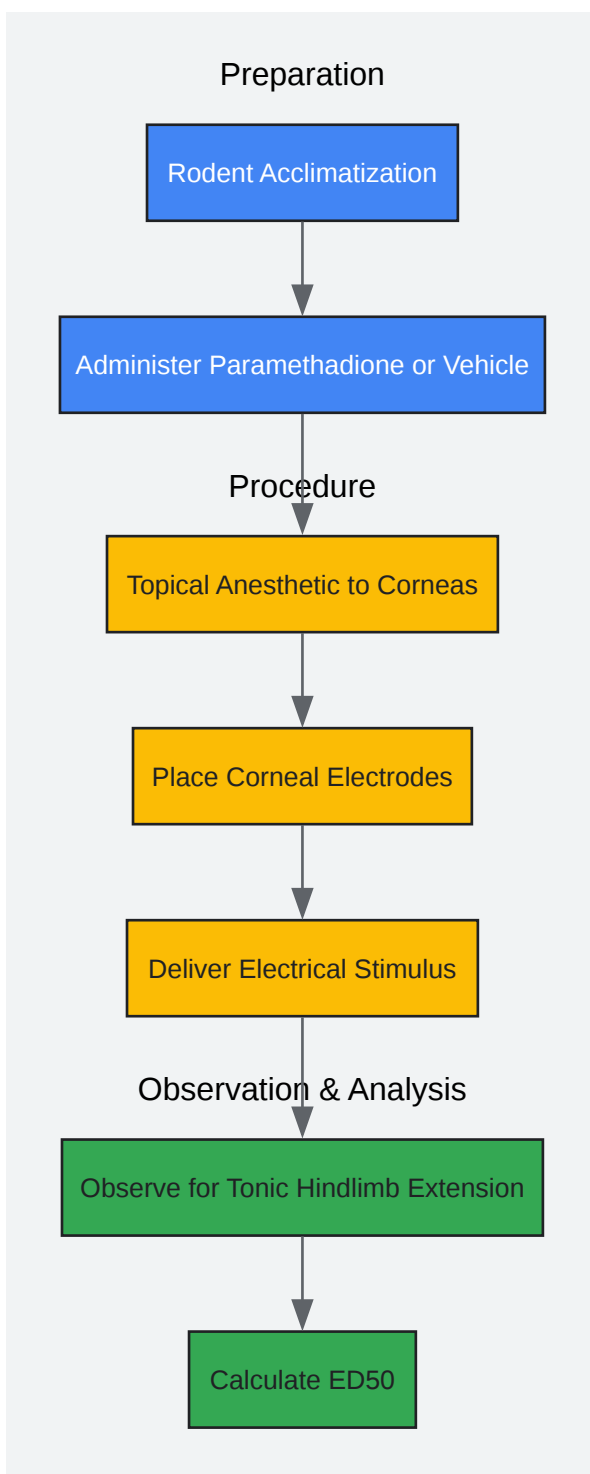 Preparation
Rodent Acclimatization
Administer Paramethadione or Vehicle
Procedure
Topical Anesthetic to Corneas
Place Corneal Electrodes
Deliver Electrical Stimulus
Observation & Analysis
Observe for Tonic Hindlimb Extension
Calculate ED50